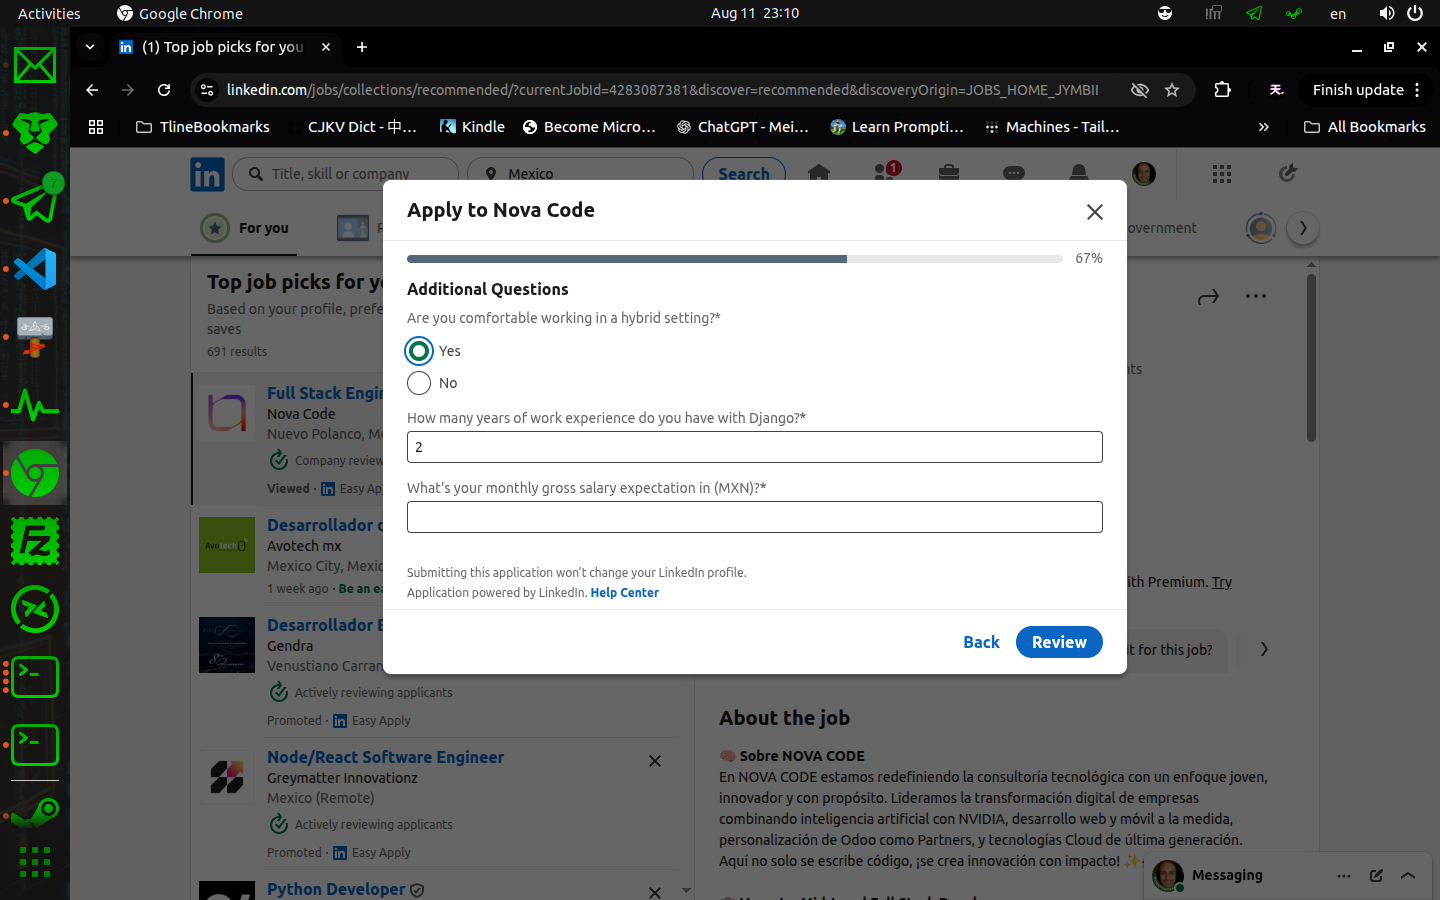 Activities
Google Chrome
Aug 11 23:10
en
(1) Top job picks for you
linkedin.com/jobs/collections/recommended/?currentJobId=4283087381&discover=recommended&discoveryOrigin=JOBS_HOME_JYMBII
Finish update
TlineBookmarks
CJKV Dict - 中...
Kindle
Become Micro...
ChatGPT - Mei...
Learn Prompti...
Machines - Tail...
»
All Bookmarks
7
Title, skill or company
Mexico
Search
1
For you
overnment
Apply to Nova Code
67%
Additional Questions
Are you comfortable working in a hybrid setting?*
Yes
No
How many years of work experience do you have with Django?*
2
What's your monthly gross salary expectation in (MXN)?*
Submitting this application won't change your LinkedIn profile.
Application powered by LinkedIn. Help Center
Back
Review
Top job picks for y
Based on your profile, prefe
saves
691 results
Full Stack Engin
Nova Code
Nuevo Polanco, Me
Company review
Viewed · Easy Ap
Desarrollador
Avotech mx
Mexico City, Mexic
1 week ago · Be an ea
Desarrollador
Gendra
Venustiano Carran
Actively reviewing applicants
Promoted · Easy Apply
Node/React Software Engineer
Greymatter Innovationz
Mexico (Remote)
Actively reviewing applicants
Promoted · Easy Apply
Python Developer
nts
ith Premium. Try
it for this job?
About the job
🧠 Sobre NOVA CODE
En NOVA CODE estamos redefiniendo la consultoría tecnológica con un enfoque joven,
innovador y con propósito. Lideramos la transformación digital de empresas
combinando inteligencia artificial con NVIDIA, desarrollo web y móvil a la medida,
personalización de Odoo como Partners, y tecnologías Cloud de última generación.
Aquí no solo se escribe código, ¡se crea innovación con impacto! ✨
Messaging